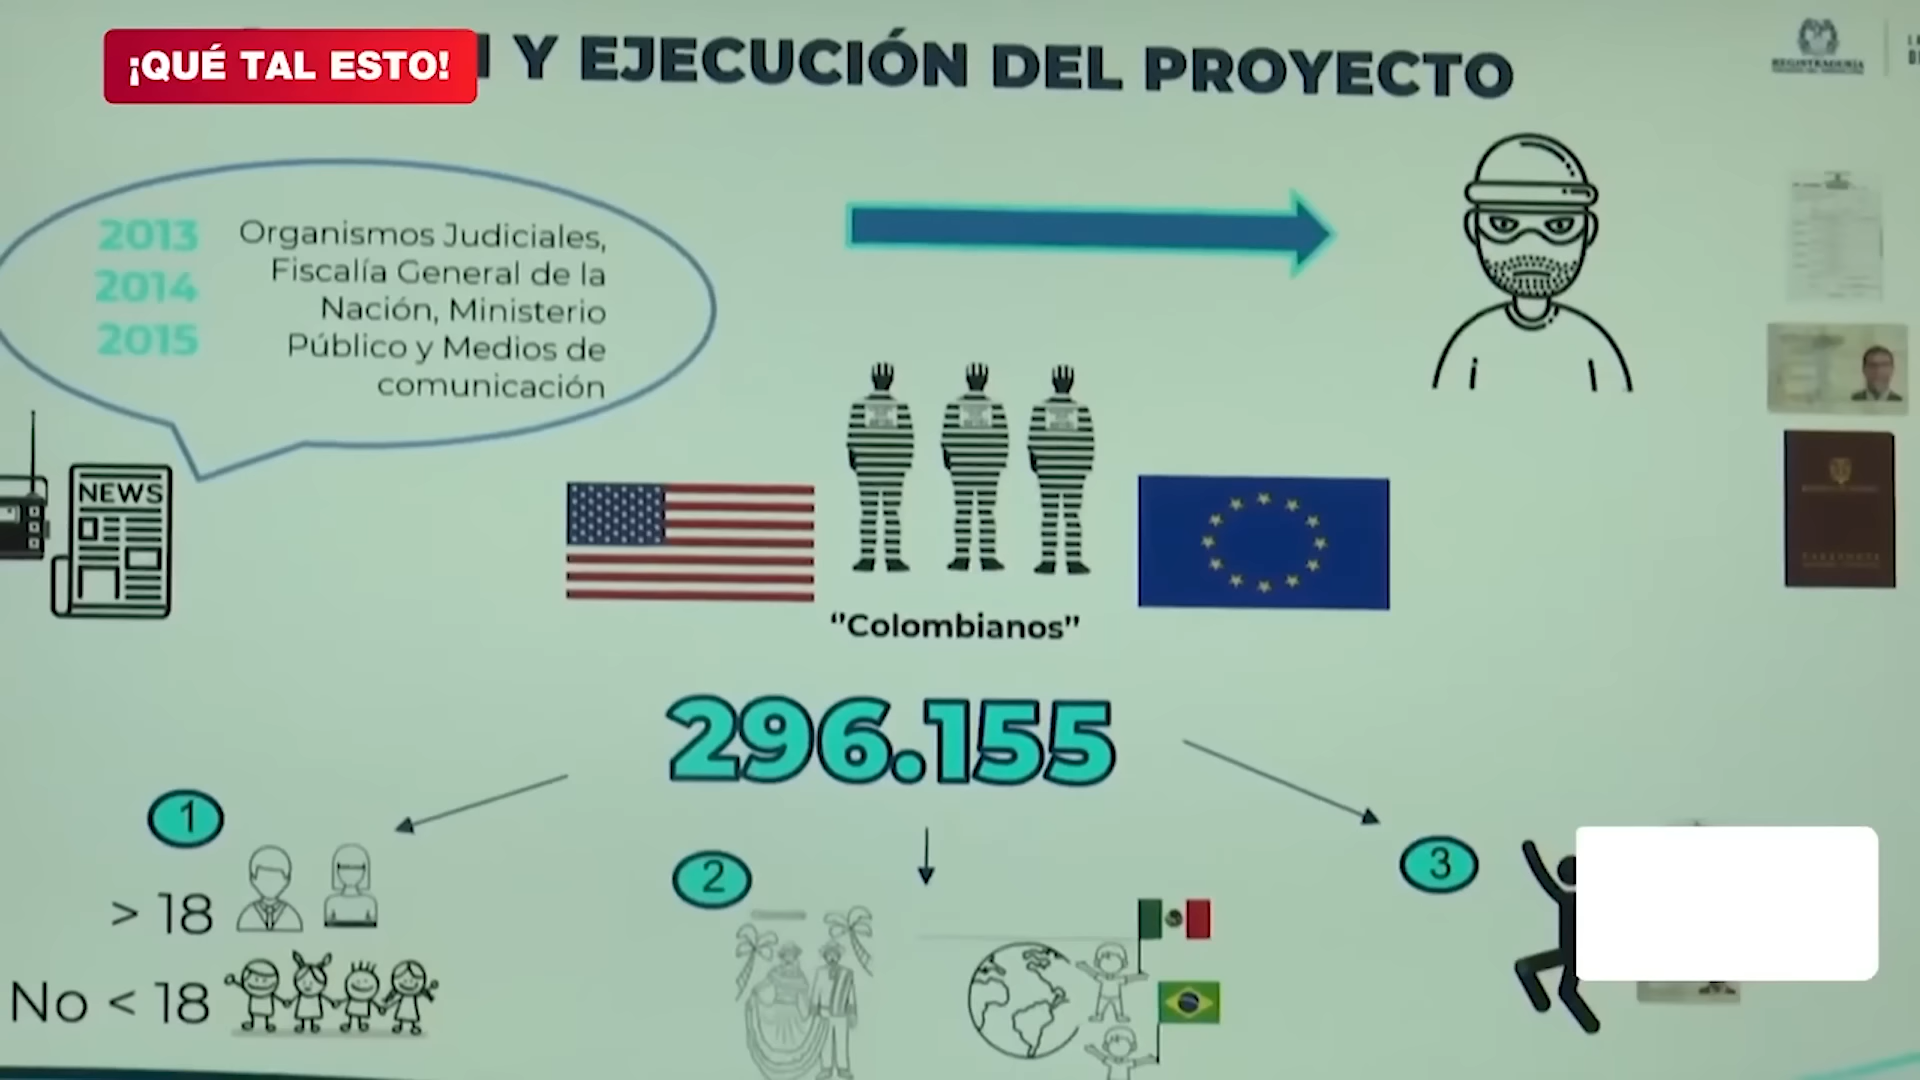 ¡QUÉ TAL ESTO!
Y EJECUCIÓN DEL PROYECTO
REGISTRADURÍA
2013
2014
2015
Organismos Judiciales,
Fiscalía General de la
Nación, Ministerio
Público y Medios de
comunicación
NEWS
‘’Colombianos’’
296.155
1
> 18
No < 18
2
3